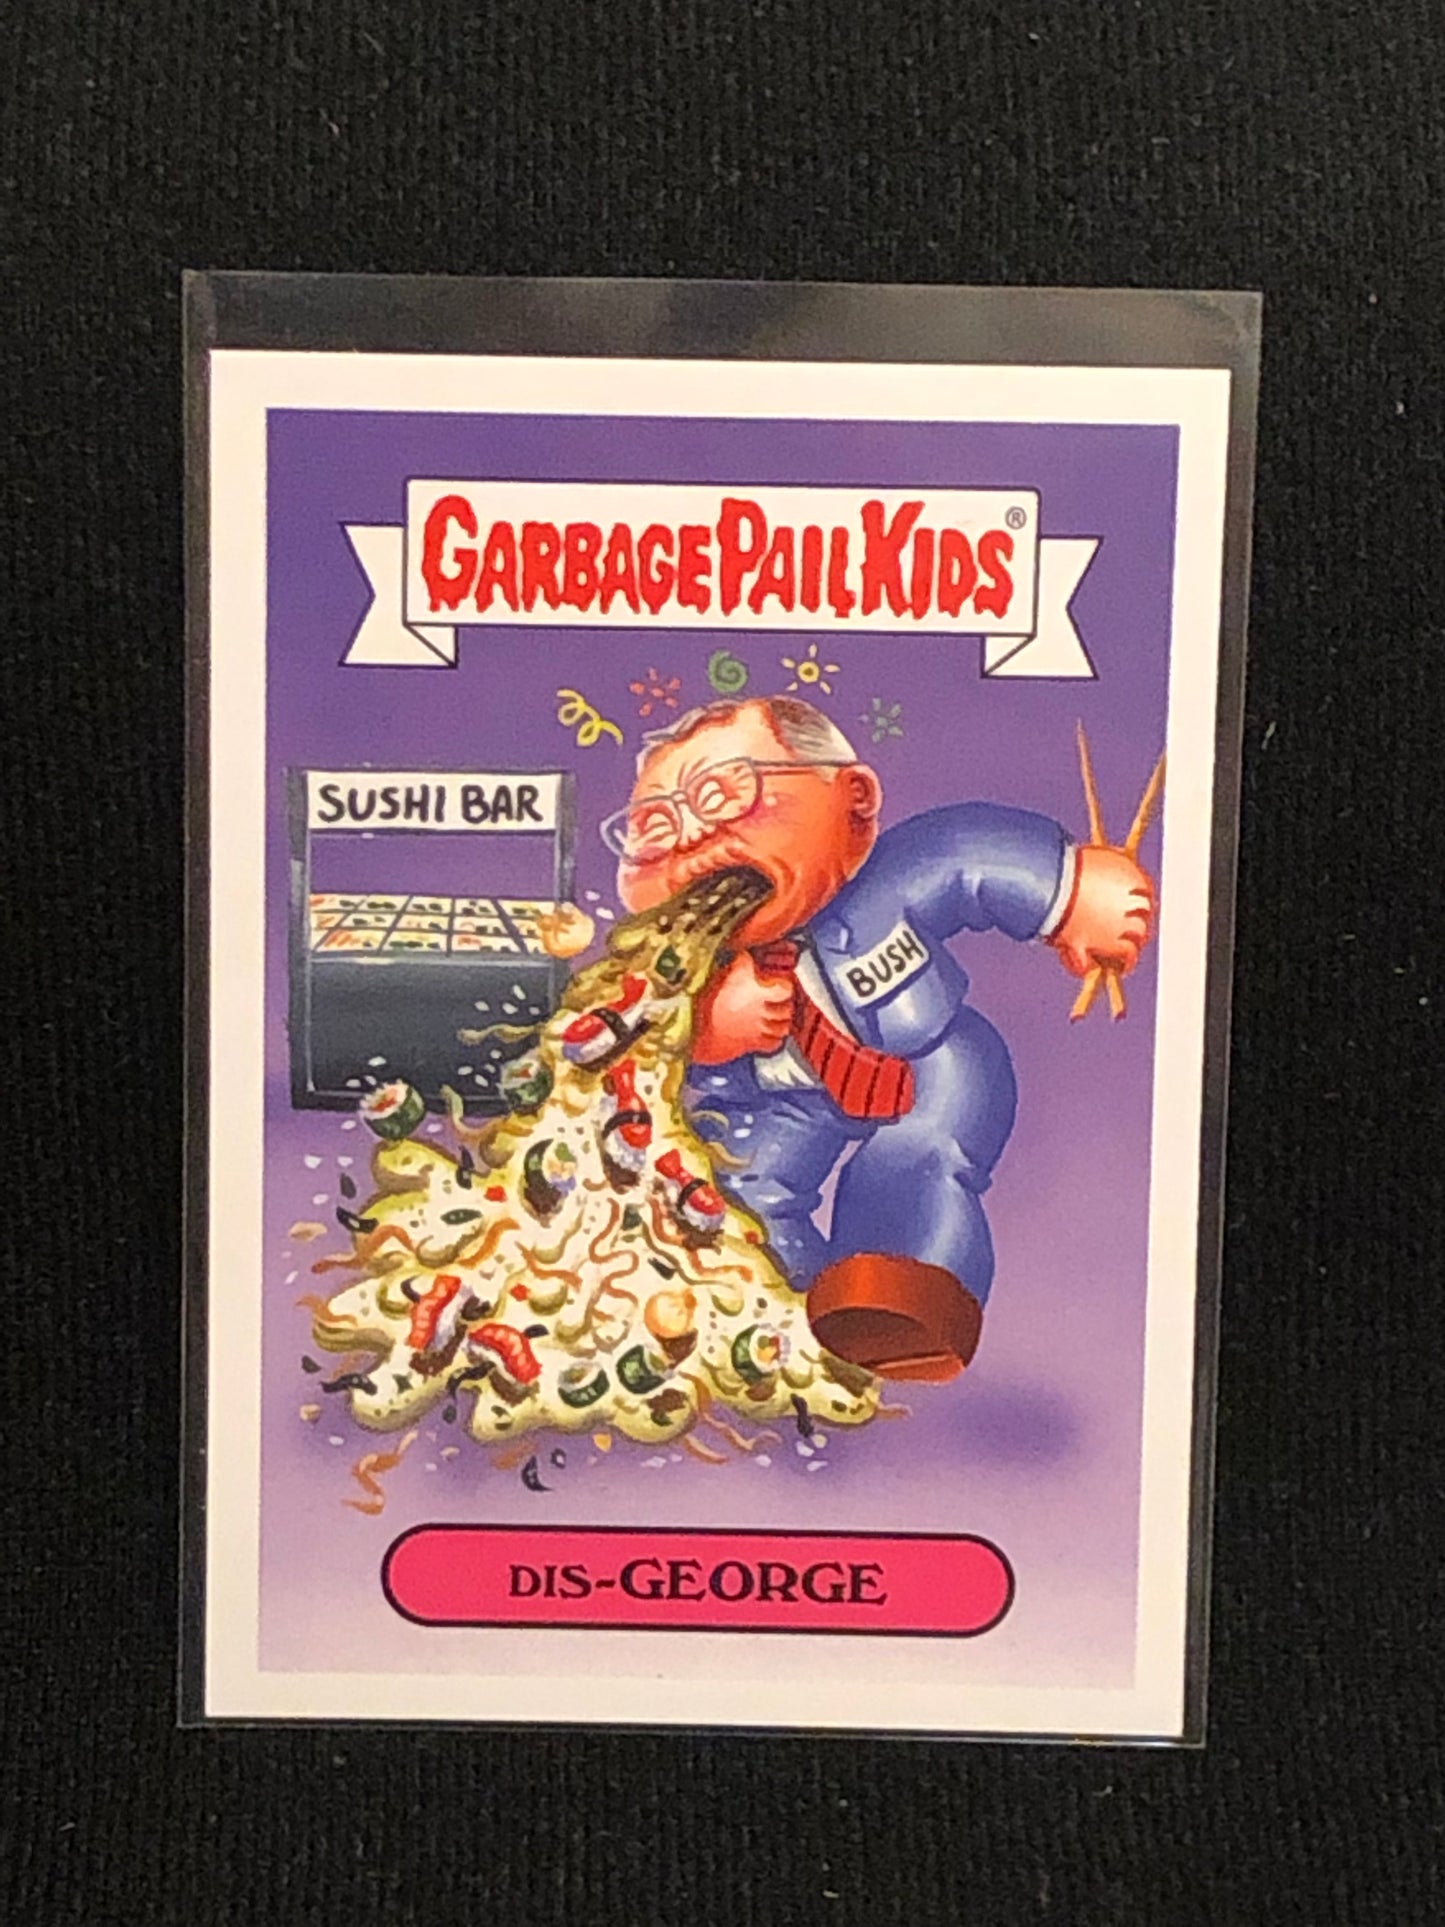 GARBAGE PAIL KIDS®
SUSHI BAR
BUSH
DIS-GEORGE